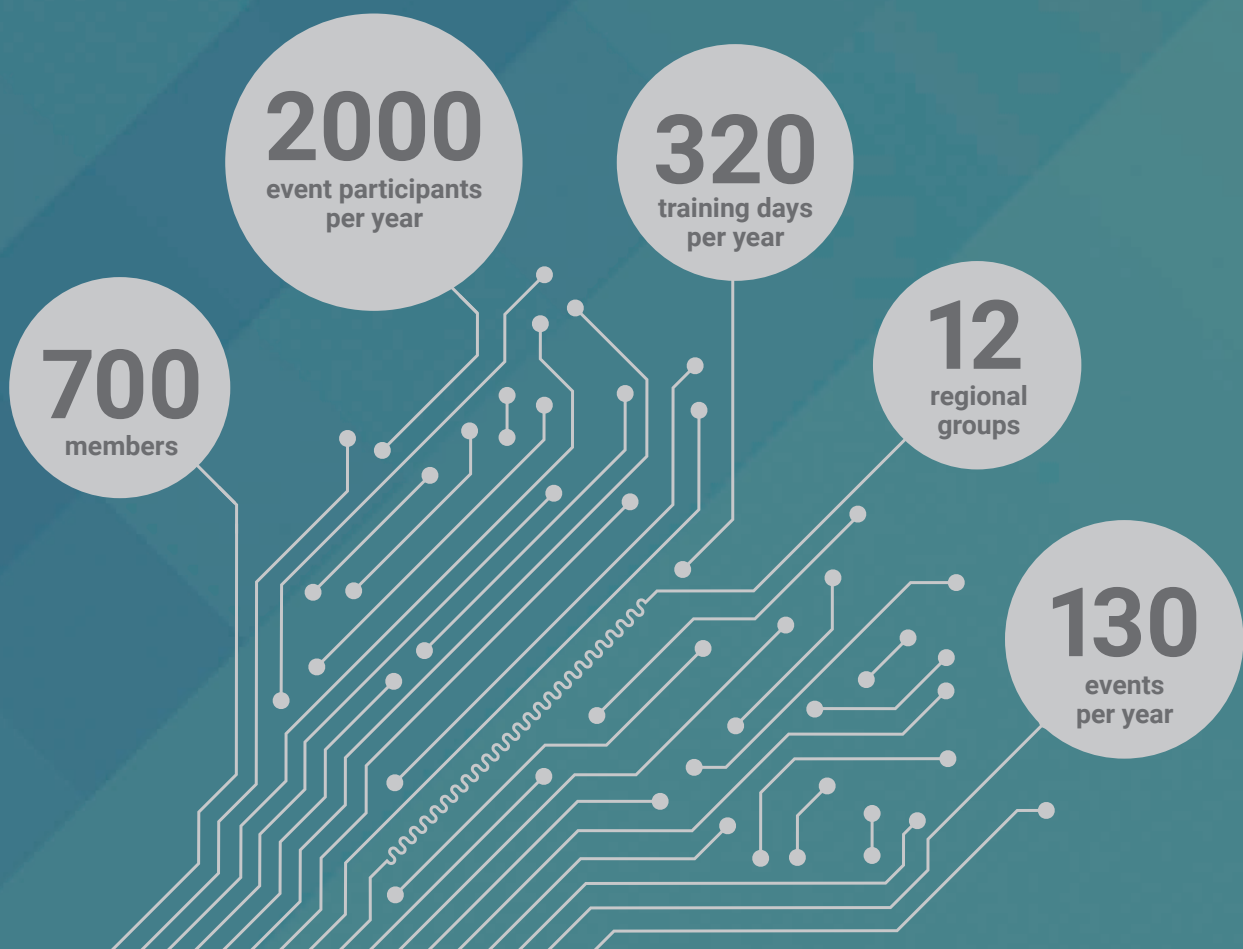 2000
event participants
per year
320
training days
per year
700
members
12
regional
groups
130
events
per year